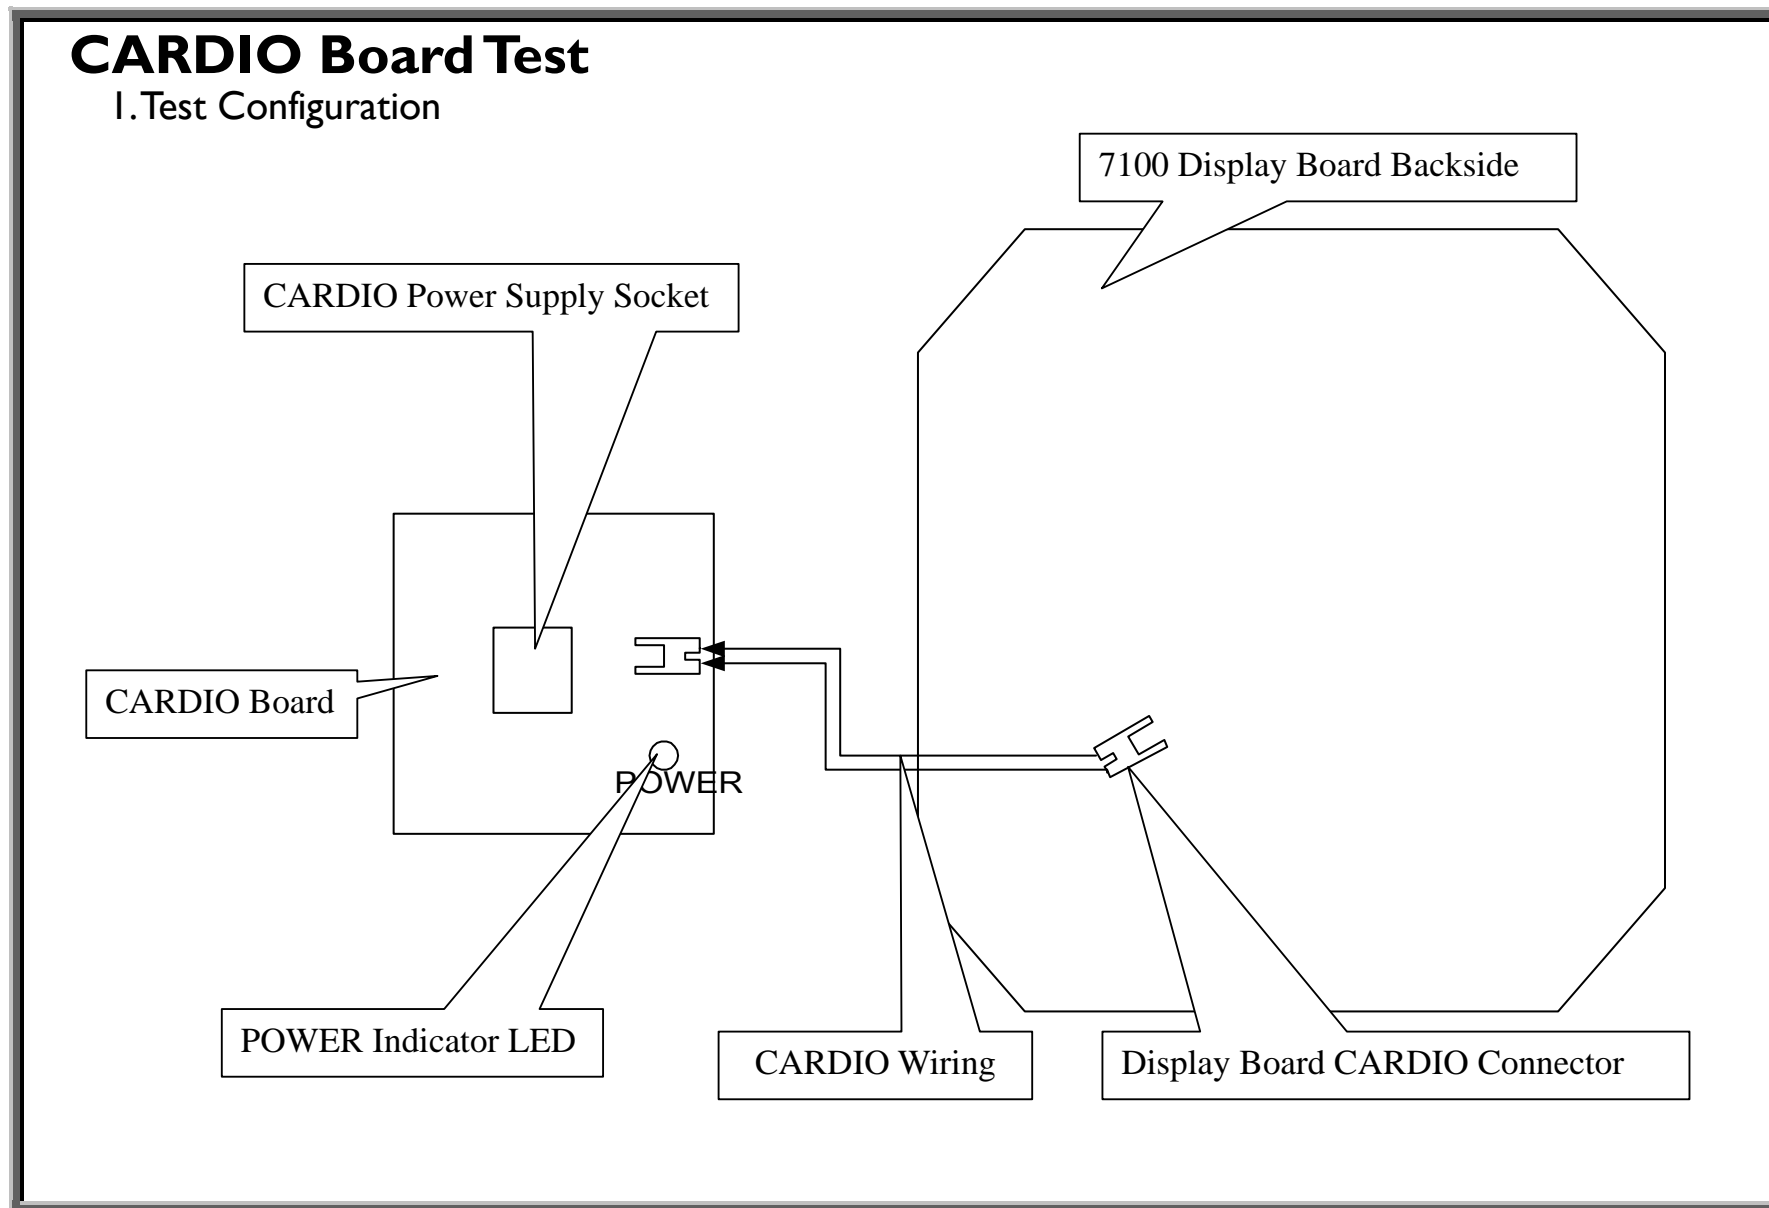 CARDIO Board Test
1. Test Configuration
7100 Display Board Backside
CARDIO Power Supply Socket
CARDIO Board
POWER
POWER Indicator LED
CARDIO Wiring
Display Board CARDIO Connector